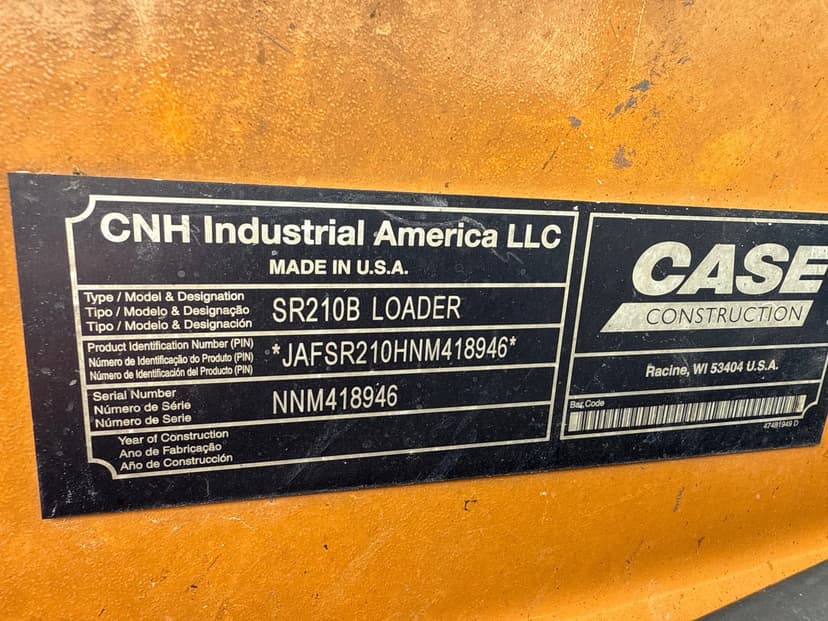 CNH Industrial America LLC
MADE IN U.S.A.
Type / Model & Designation
Tipo / Modelo & Designação
Tipo / Modelo & Designación
SR210B LOADER
Product Identification Number (PIN)
Número de Identificação do Produto (PIN)
Número de Identificación del Producto (PIN)
*JAFSR210HNM418946*
Serial Number
Número de Série
Número de Serie
NNM418946
Year of Construction
Ano de Fabricação
Año de Construcción
CASE
CONSTRUCTION
Racine, WI 53404 U.S.A.
Bar Code
47481949 D